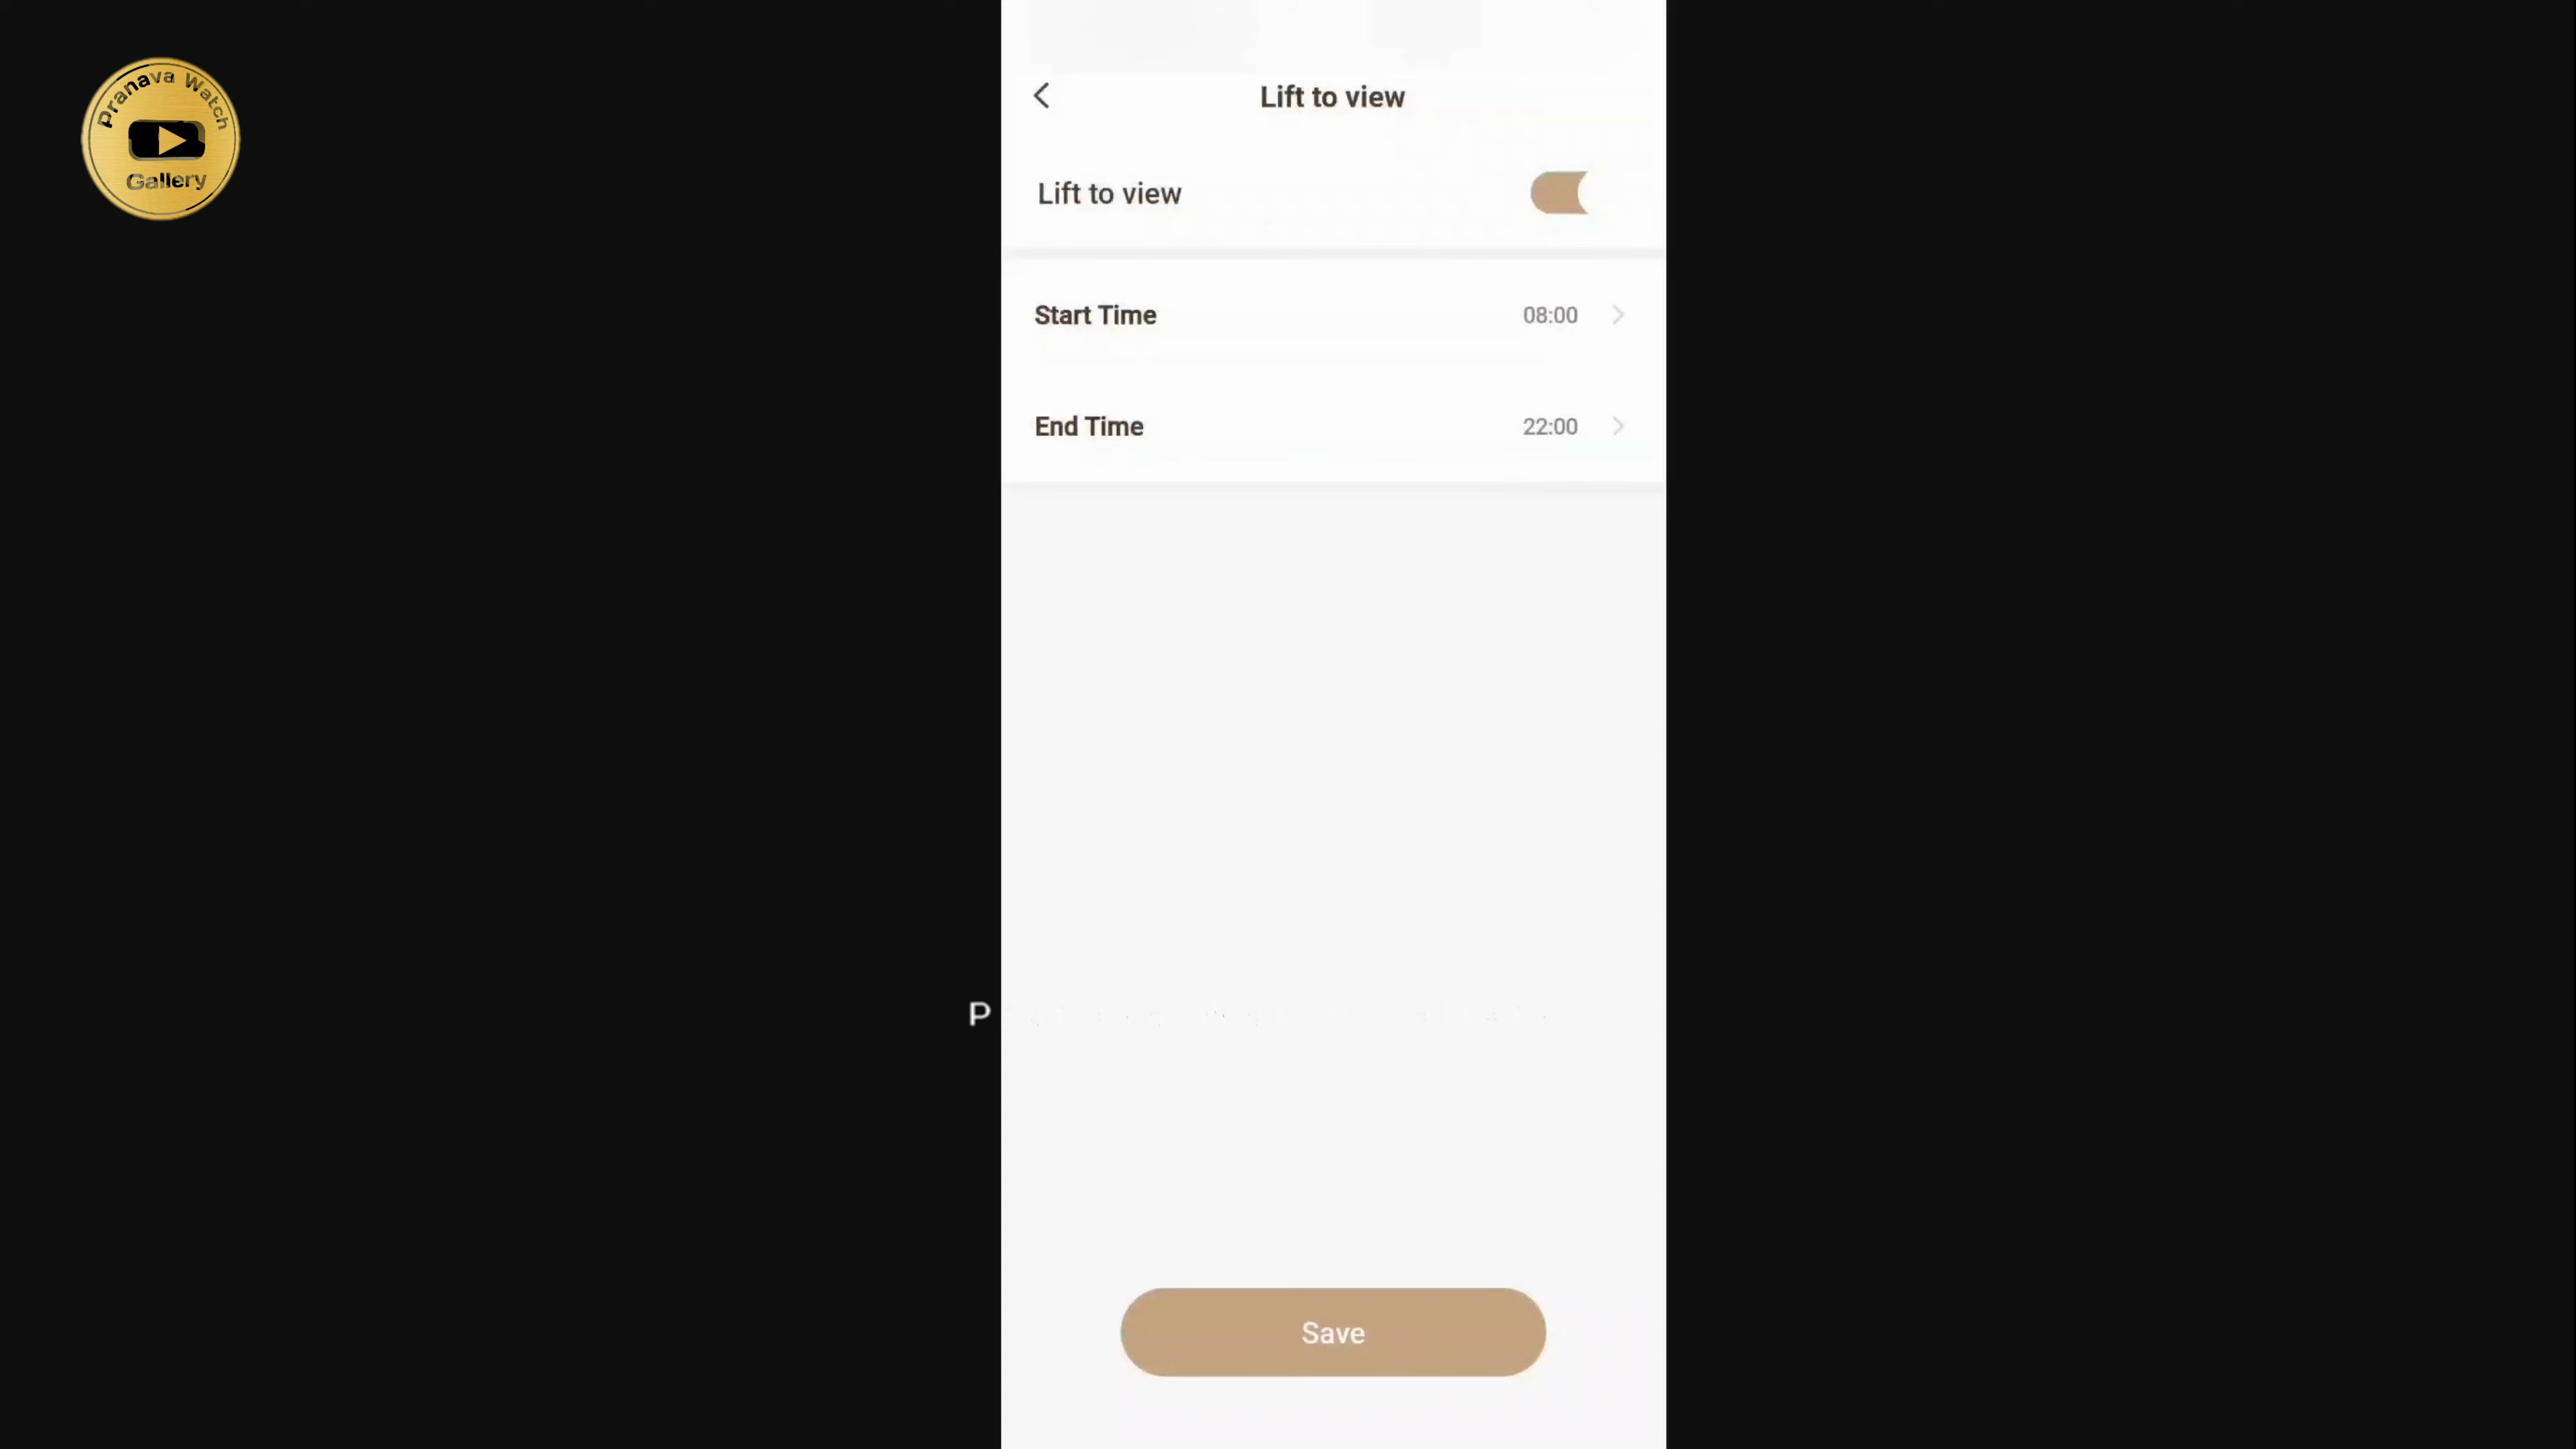 Pranava Watch
Gallery
Lift to view
Lift to view
Start Time 08:00
End Time 22:00
P
Save